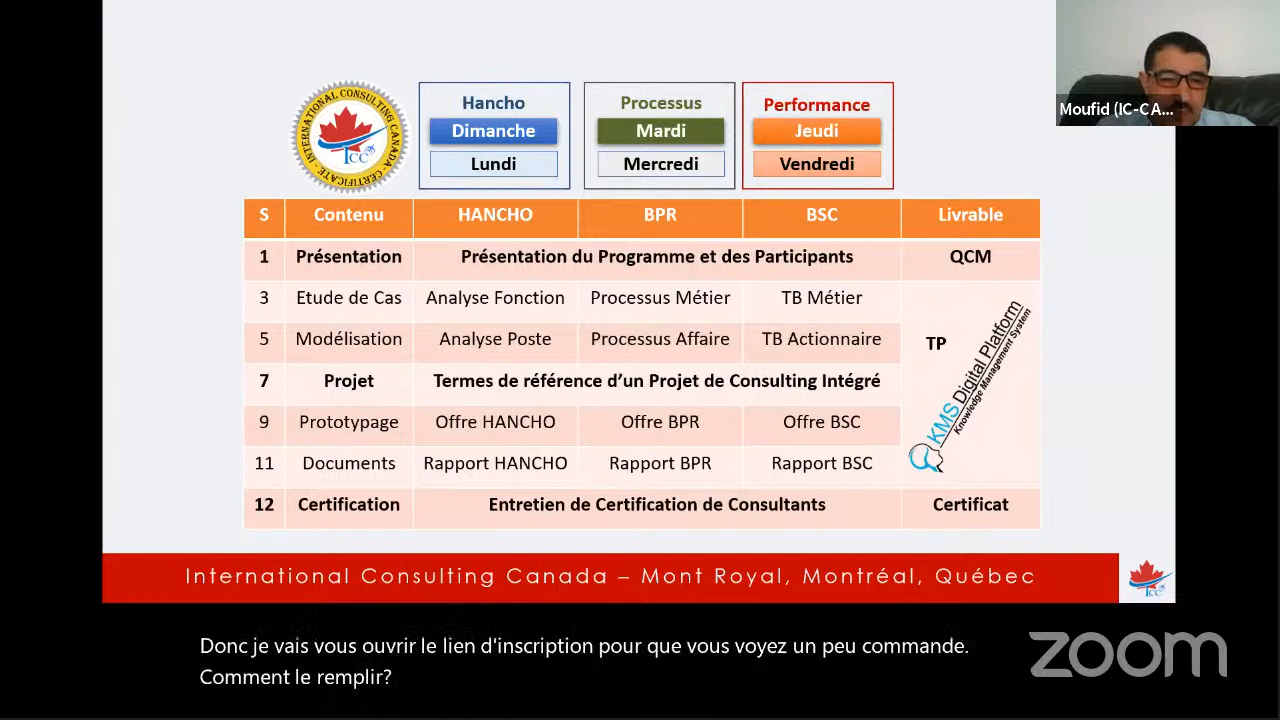 Moufid (IC-CA...
INTERNATIONAL CONSULTING CANADA - CERTIFICATE
ICC
Hancho
Dimanche
Lundi
Processus
Mardi
Mercredi
Performance
Jeudi
Vendredi
S Contenu HANCHO BPR BSC Livrable
1 Présentation Présentation du Programme et des Participants QCM
3 Etude de Cas Analyse Fonction Processus Métier TB Métier
5 Modélisation Analyse Poste Processus Affaire TB Actionnaire
TP
KMS Digital Platform
Knowledge Management System
7 Projet Termes de référence d’un Projet de Consulting Intégré
9 Prototypage Offre HANCHO Offre BPR Offre BSC
11 Documents Rapport HANCHO Rapport BPR Rapport BSC
12 Certification Entretien de Certification de Consultants Certificat
International Consulting Canada – Mont Royal, Montréal, Québec
ICC
Donc je vais vous ouvrir le lien d'inscription pour que vous voyez un peu commande.
Comment le remplir?
zoom